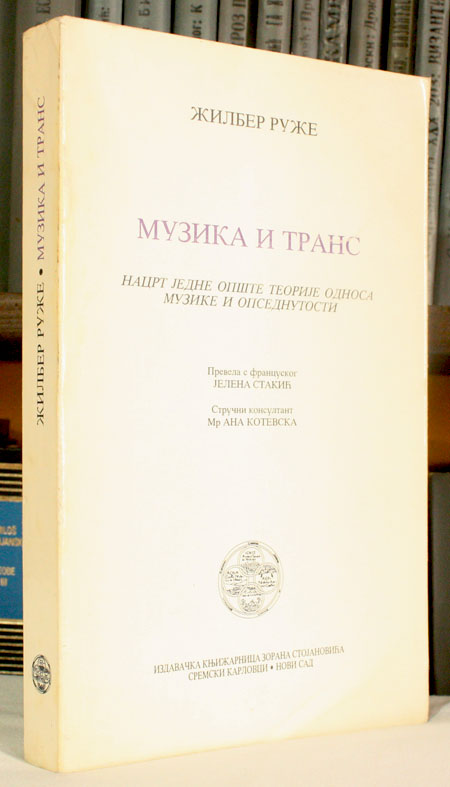 ЖИЛБЕР РУЖЕ
МУЗИКА И ТРАНС
НАЦРТ ЈЕДНЕ ОПШТЕ ТЕОРИЈЕ ОДНОСА
МУЗИКЕ И ОПСЕДНУТОСТИ
Превела с француског
ЈЕЛЕНА СТАКИЋ
Стручни консултант
Мр АНА КОТЕВСКА
ИЗДАВАЧКА КЊИЖАРНИЦА ЗОРАНА СТОЈАНОВИЋА
СРЕМСКИ КАРЛОВЦИ • НОВИ САД
ЖИЛБЕР РУЖЕ • МУЗИКА И ТРАНС